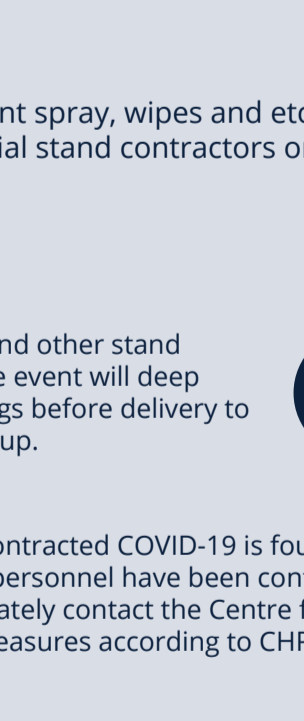 nt spray, wipes and etc
ial stand contractors o
nd other stand
e event will deep
gs before delivery to
up.
ontracted COVID-19 is fou
personnel have been con
ately contact the Centre f
easures according to CHP